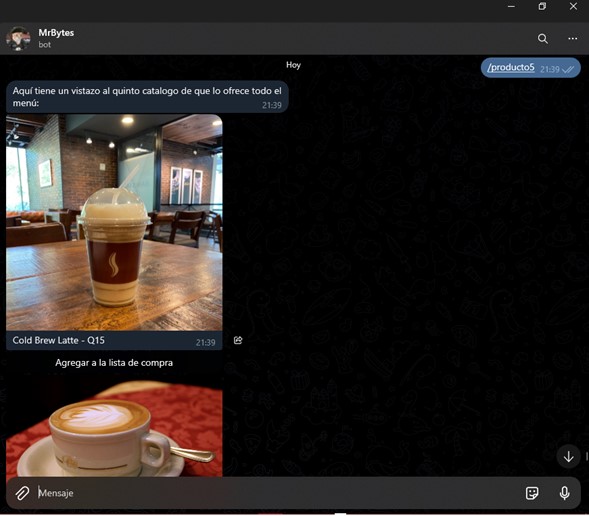 MrBytes
bot
Hoy
/producto5 21:39
Aquí tiene un vistazo al quinto catalogo de que lo ofrece todo el
menú:
21:39
Cold Brew Latte - Q15 21:39
Agregar a la lista de compra
Mensaje